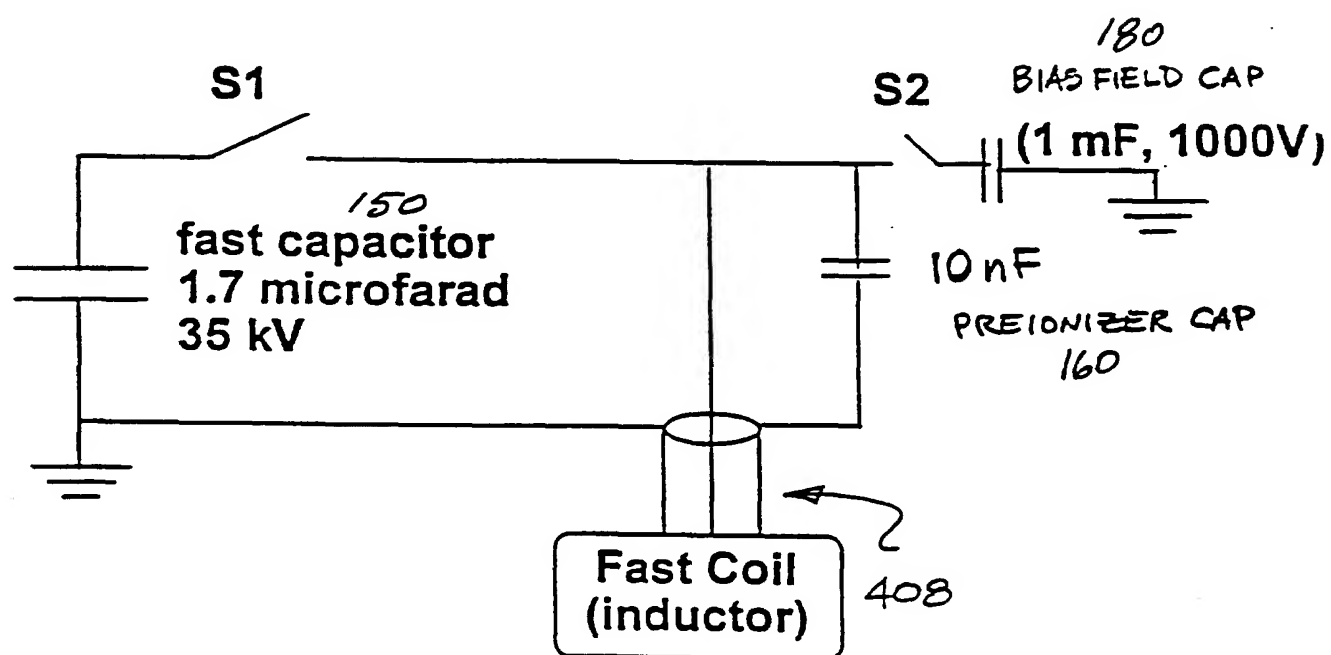 S1
150
fast capacitor
1.7 microfarad
35 kV
S2
180
BIAS FIELD CAP
(1 mF, 1000V)
10 nF
PREIONIZER CAP
160
408
Fast Coil
(inductor)